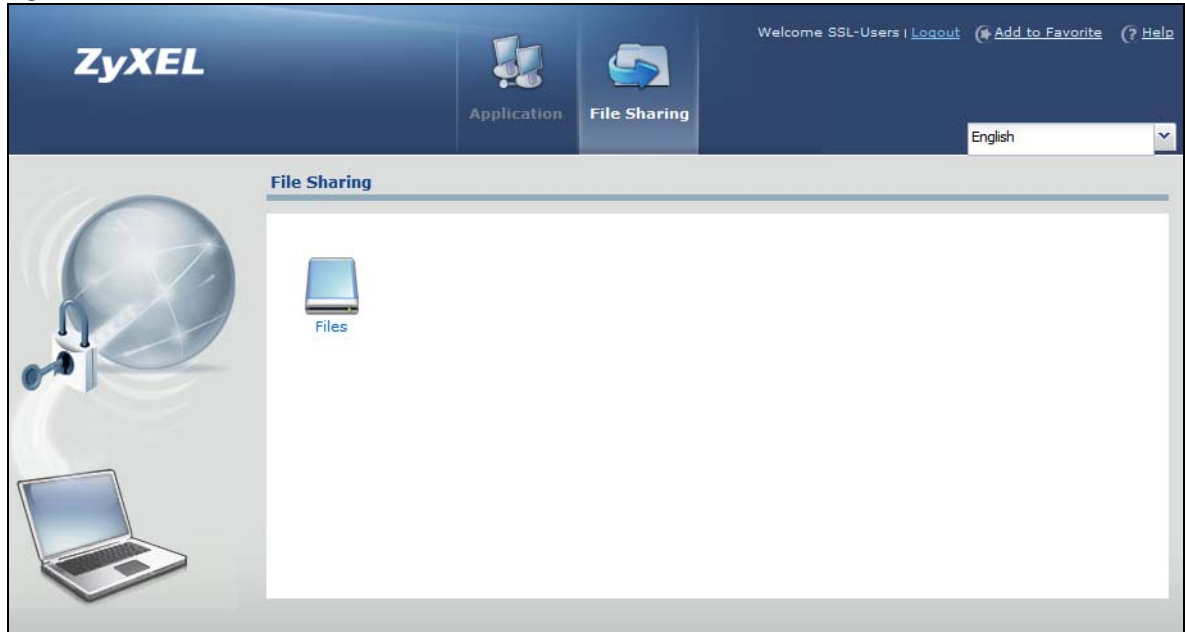 ZyXEL
Welcome SSL-Users | Logout Add to Favorite ? Help
Application File Sharing
English
File Sharing
Files